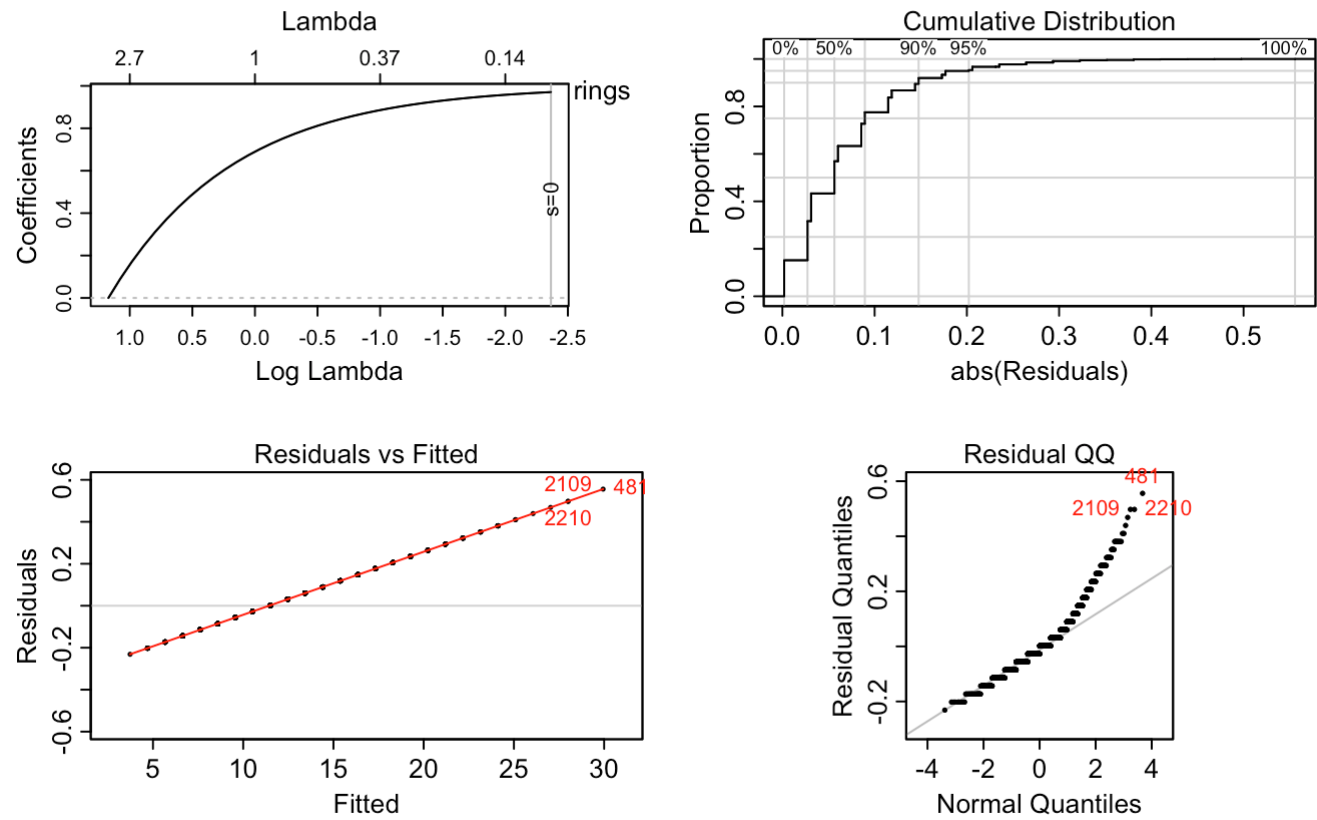 Lambda
2.7 1 0.37 0.14
rings
0.0 0.4 0.8
Coefficients
s=0
1.0 0.5 0.0 -0.5 -1.0 -1.5 -2.0 -2.5
Log Lambda
Cumulative Distribution
0% 50% 90% 95% 100%
0.0 0.4 0.8
Proportion
0.0 0.1 0.2 0.3 0.4 0.5
abs(Residuals)
Residuals vs Fitted
2109 481
2210
-0.6 -0.2 0.2 0.6
Residuals
5 10 15 20 25 30
Fitted
Residual QQ
481
2109 2210
-0.2 0.2 0.6
Residual Quantiles
-4 -2 0 2 4
Normal Quantiles